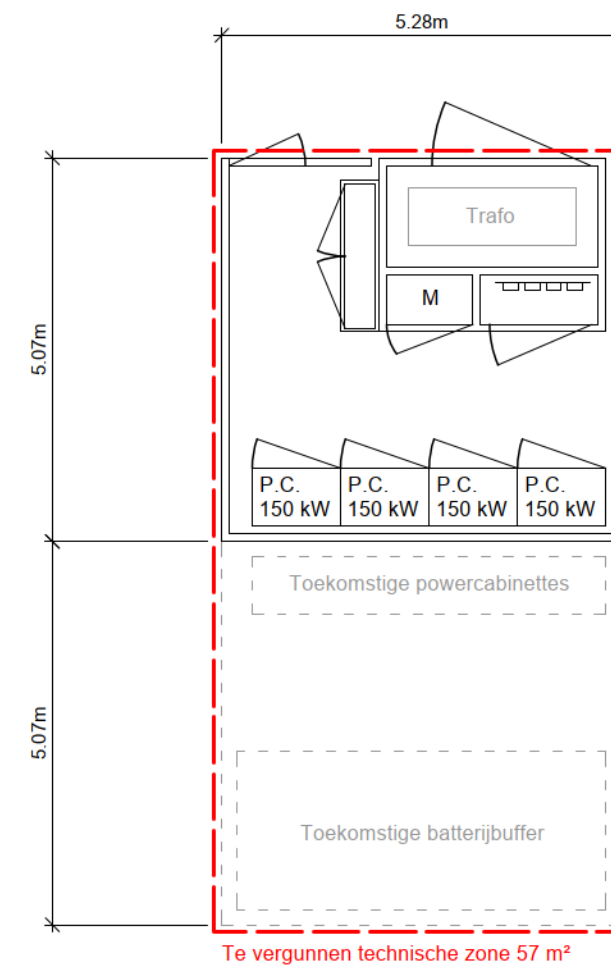 5.28m
Trafo
M
5.07m
P.C.
150 kW
P.C.
150 kW
P.C.
150 kW
P.C.
150 kW
Toekomstige powercabinettes
5.07m
Toekomstige batterijbuffer
Te vergunnen technische zone 57 m²